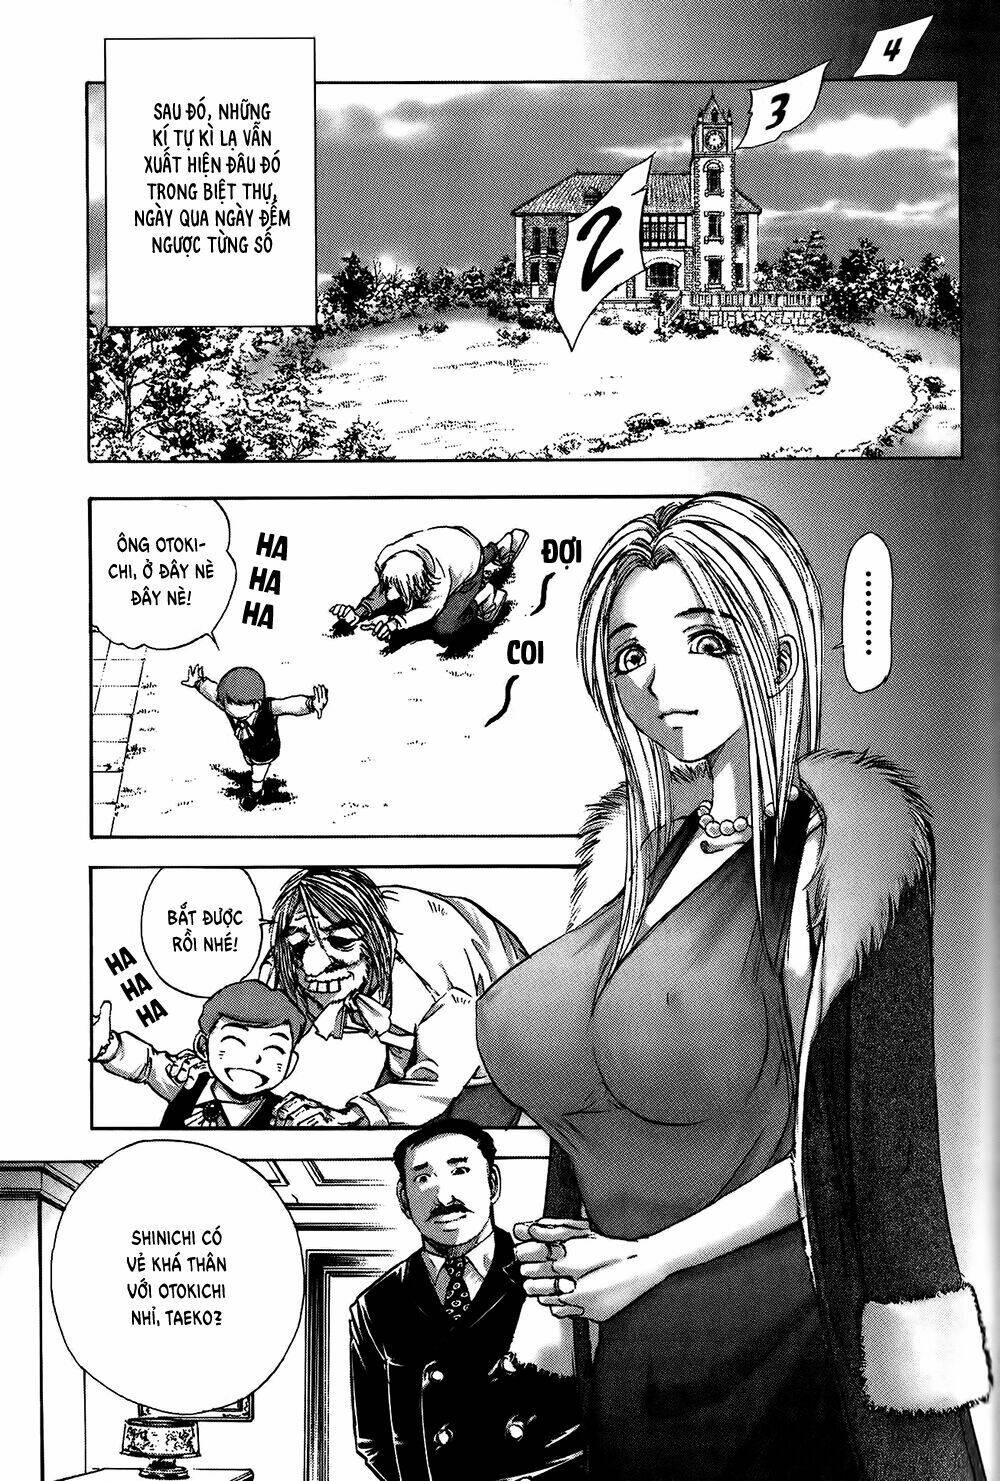 4
3
2
SAU ĐÓ, NHỮNG
KÍ TỰ KÌ LẠ VẪN
XUẤT HIỆN ĐÂU ĐÓ
TRONG BIỆT THỰ,
NGÀY QUA NGÀY ĐẾM
NGƯỢC TỪNG SỐ
ÔNG OTOKI-
CHI, Ở ĐÂY NÈ
ĐÂY NÈ!
HA
HA
HA
ĐỢI
COI
.........
BẮT ĐƯỢC
RỒI NHÉ!
HA
HA
HA
SHINICHI CÓ
VẺ KHÁ THÂN
VỚI OTOKICHI
NHỈ, TAEKO?